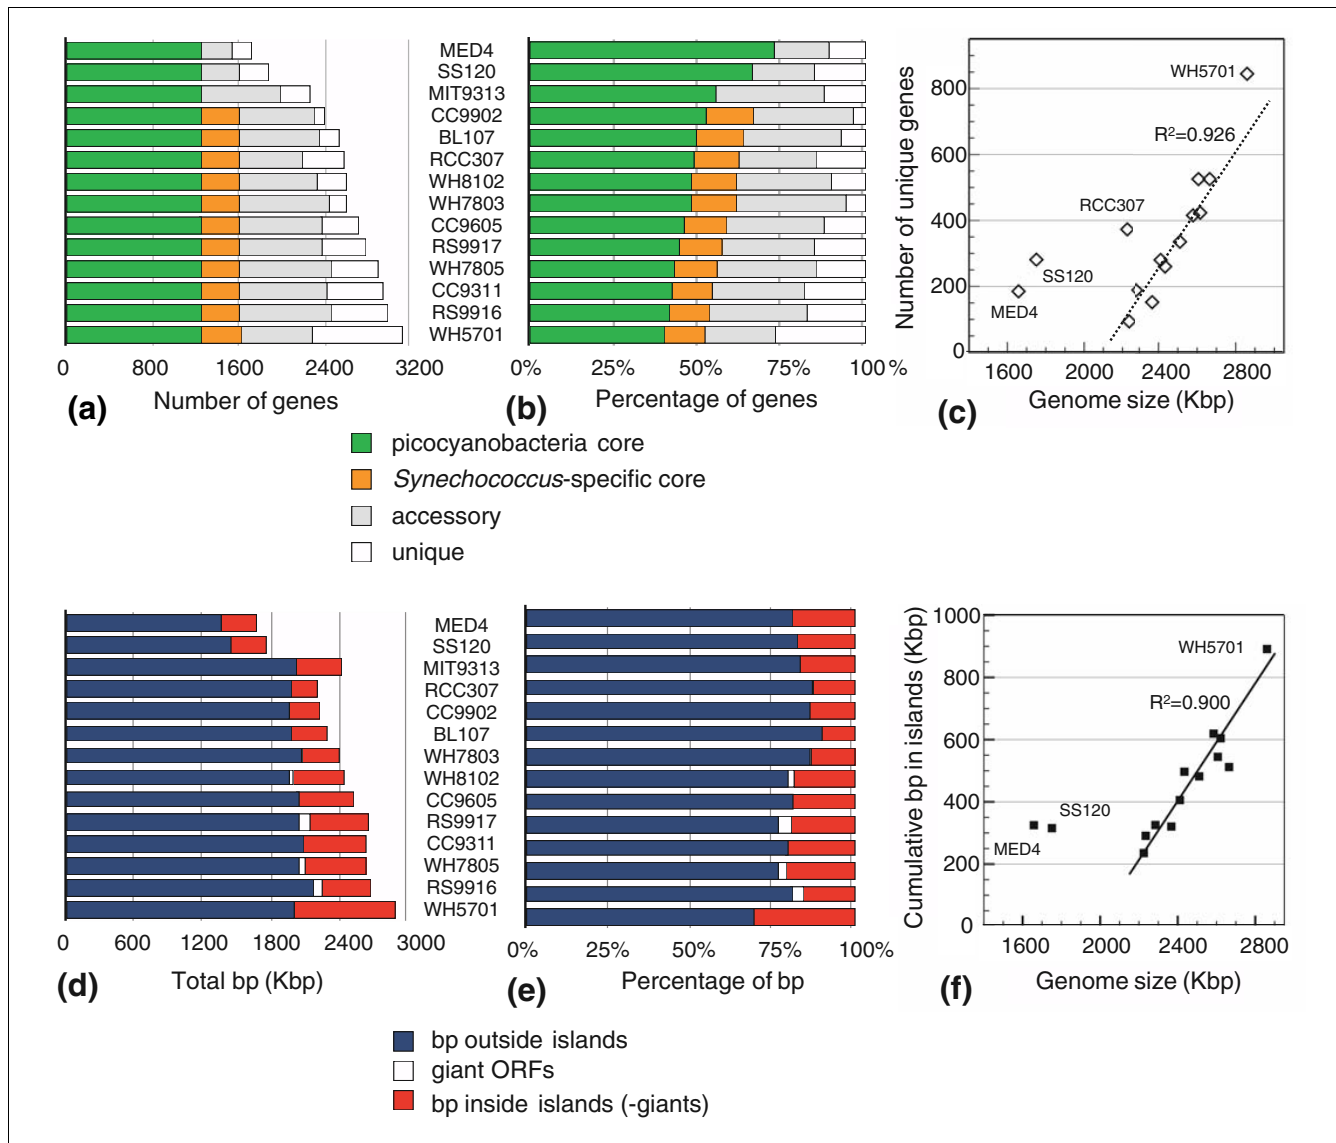 MED4
SS120
MIT9313
CC9902
BL107
RCC307
WH8102
WH7803
CC9605
RS9917
WH7805
CC9311
RS9916
WH5701
0 800 1600 2400 3200
Number of genes
(a)
0% 25% 50% 75% 100%
Percentage of genes
(b)
Number of unique genes
800
600
400
200
0
WH5701
R²=0.926
RCC307
SS120
MED4
1600 2000 2400 2800
Genome size (Kbp)
(c)
picocyanobacteria core
Synechococcus-specific core
accessory
unique
MED4
SS120
MIT9313
RCC307
CC9902
BL107
WH7803
WH8102
CC9605
RS9917
CC9311
WH7805
RS9916
WH5701
0 600 1200 1800 2400 3000
Total bp (Kbp)
(d)
0% 25% 50% 75% 100%
Percentage of bp
(e)
Cumulative bp in islands (Kbp)
1000
800
600
400
200
0
WH5701
R²=0.900
SS120
MED4
1600 2000 2400 2800
Genome size (Kbp)
(f)
bp outside islands
giant ORFs
bp inside islands (-giants)